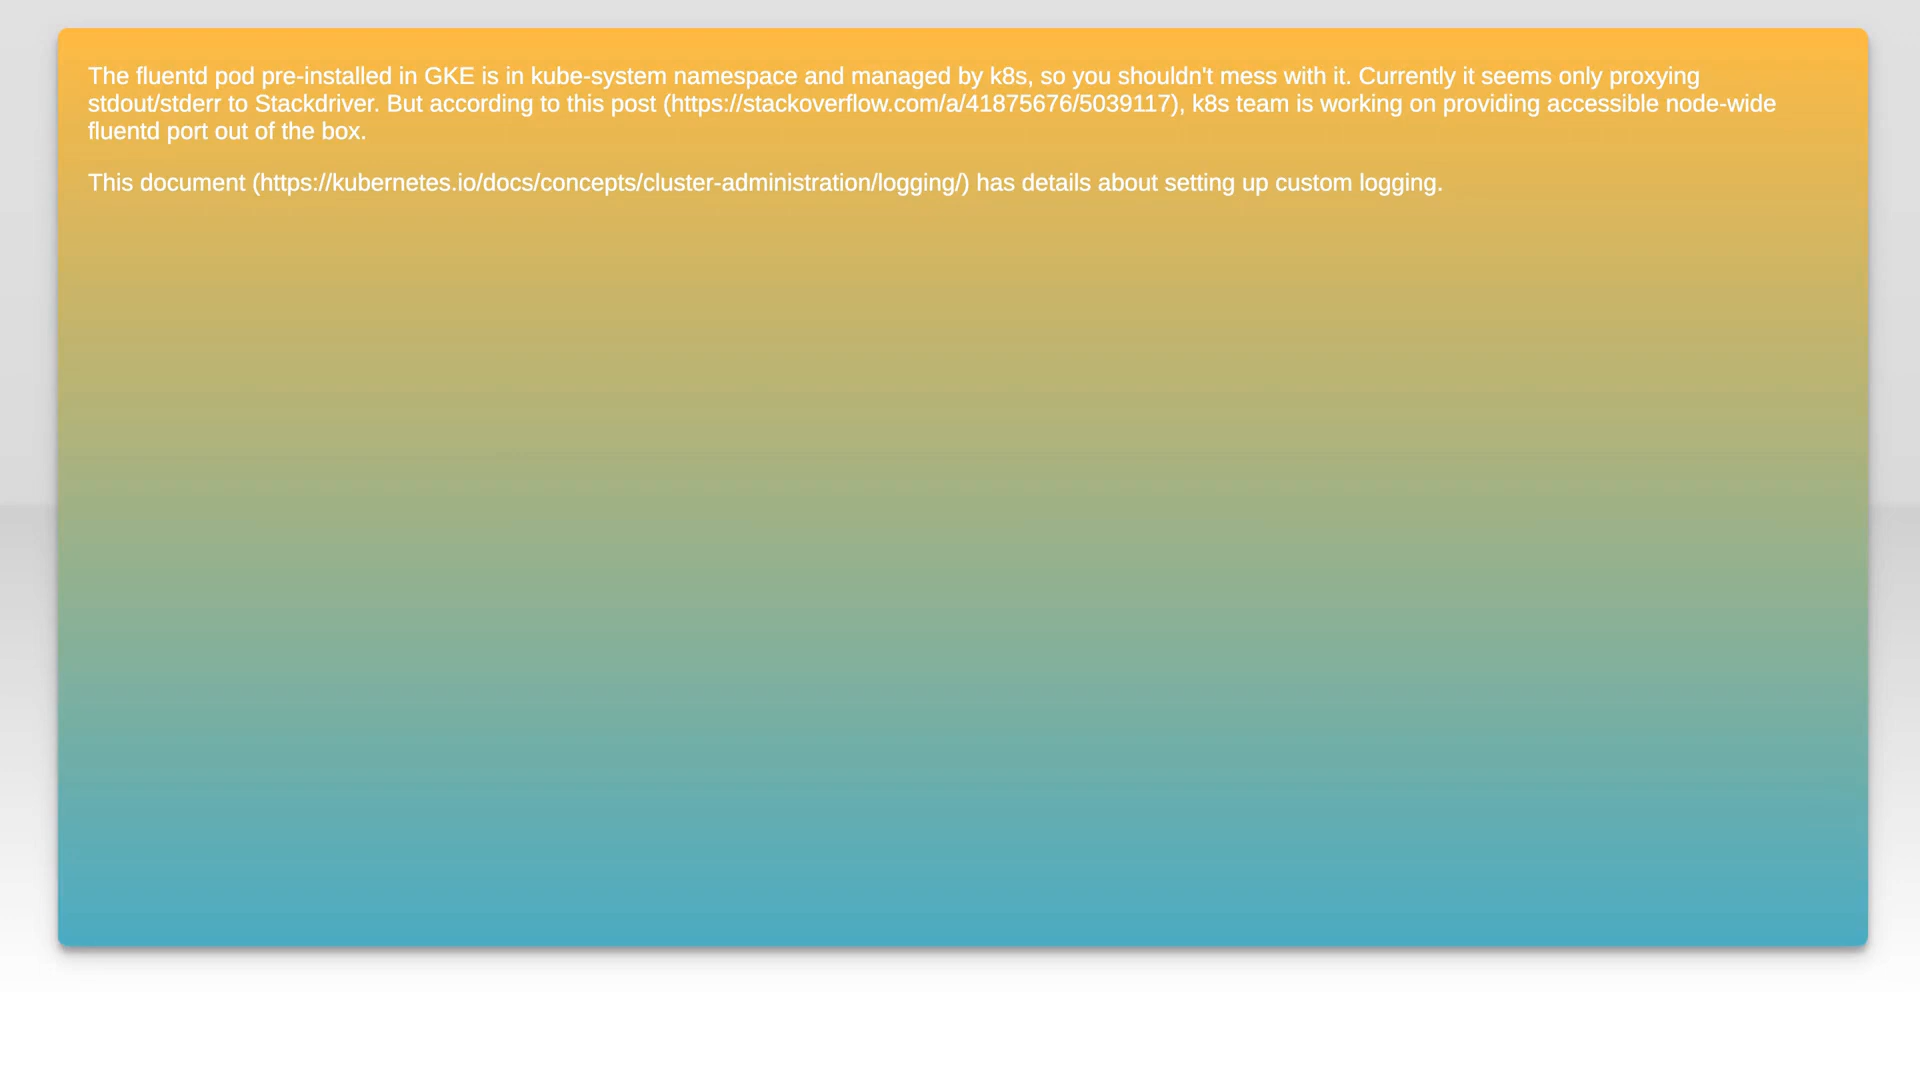 The fluentd pod pre-installed in GKE is in kube-system namespace and managed by k8s, so you shouldn't mess with it. Currently it seems only proxying
stdout/stderr to Stackdriver. But according to this post (https://stackoverflow.com/a/41875676/5039117), k8s team is working on providing accessible node-wide
fluentd port out of the box.
This document (https://kubernetes.io/docs/concepts/cluster-administration/logging/) has details about setting up custom logging.